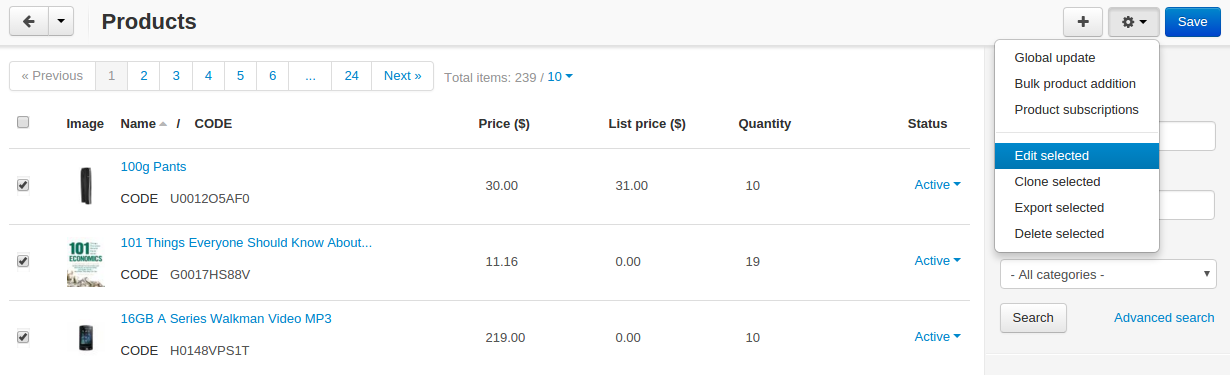 Products
Save
« Previous 1 2 3 4 5 6 ... 24 Next » Total items: 239 / 10
Global update
Bulk product addition
Product subscriptions
Edit selected
Clone selected
Export selected
Delete selected
Image Name / CODE Price ($) List price ($) Quantity Status
100g Pants
CODE U0012O5AF0 30.00 31.00 10 Active
101 Things Everyone Should Know About...
101
ECONOMICS
CODE G0017HS88V 11.16 0.00 19 Active
16GB A Series Walkman Video MP3
CODE H0148VPS1T 219.00 0.00 10 Active
- All categories -
Search Advanced search